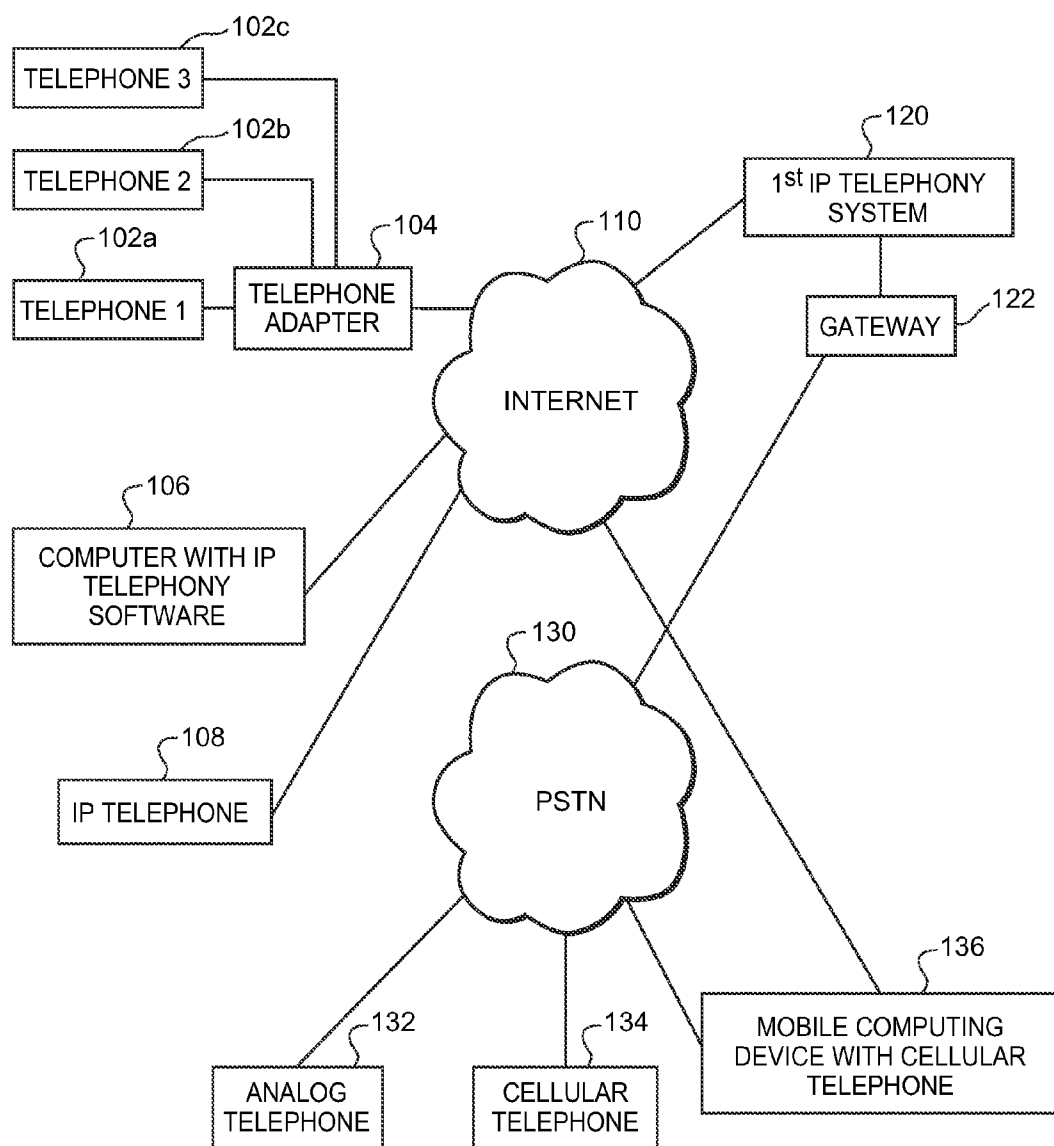 102c
TELEPHONE 3
102b
TELEPHONE 2
102a
TELEPHONE 1
104
TELEPHONE
ADAPTER
110
INTERNET
120
1st IP TELEPHONY
SYSTEM
122
GATEWAY
106
COMPUTER WITH IP
TELEPHONY
SOFTWARE
108
IP TELEPHONE
130
PSTN
132
ANALOG
TELEPHONE
134
CELLULAR
TELEPHONE
136
MOBILE COMPUTING
DEVICE WITH CELLULAR
TELEPHONE